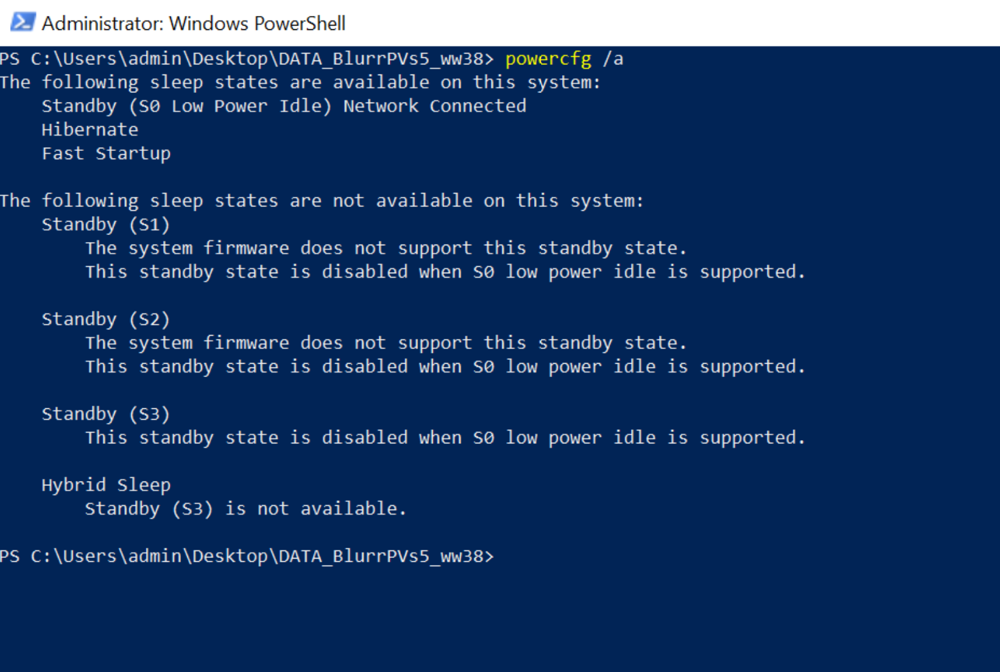 Administrator: Windows PowerShell
PS C:\Users\admin\Desktop\DATA_BlurrPVs5_ww38> powercfg /a
The following sleep states are available on this system:
    Standby (S0 Low Power Idle) Network Connected
    Hibernate
    Fast Startup

The following sleep states are not available on this system:
    Standby (S1)
        The system firmware does not support this standby state.
        This standby state is disabled when S0 low power idle is supported.

    Standby (S2)
        The system firmware does not support this standby state.
        This standby state is disabled when S0 low power idle is supported.

    Standby (S3)
        This standby state is disabled when S0 low power idle is supported.

    Hybrid Sleep
        Standby (S3) is not available.

PS C:\Users\admin\Desktop\DATA_BlurrPVs5_ww38>